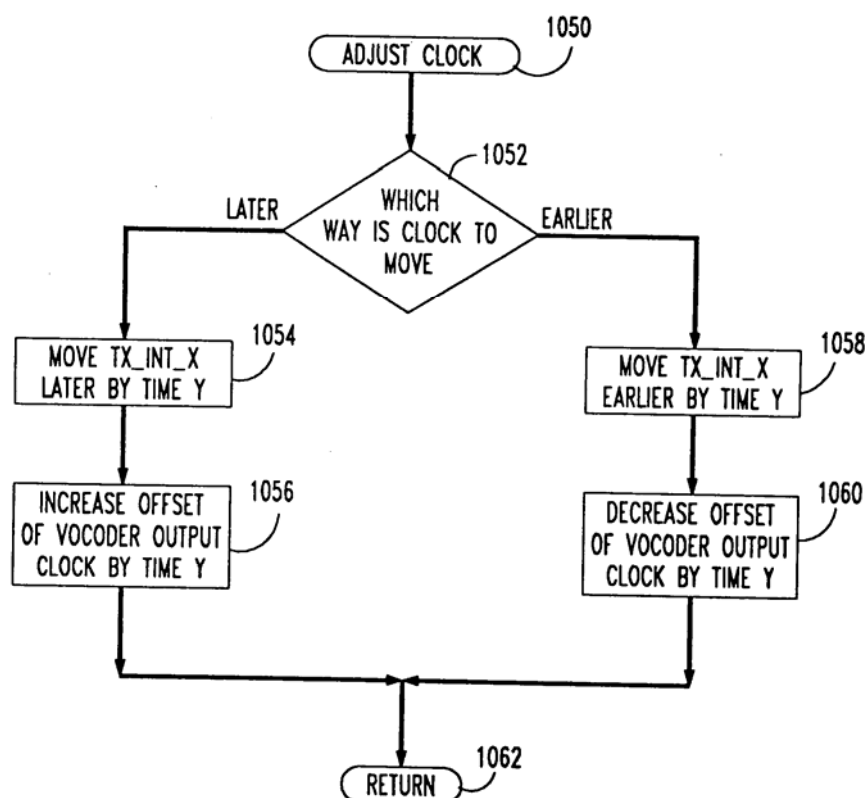 ADJUST CLOCK
1050
1052
WHICH
WAY IS CLOCK TO
MOVE
LATER
EARLIER
1054
MOVE TX_INT_X
LATER BY TIME Y
1056
INCREASE OFFSET
OF VOCODER OUTPUT
CLOCK BY TIME Y
1058
MOVE TX_INT_X
EARLIER BY TIME Y
1060
DECREASE OFFSET
OF VOCODER OUTPUT
CLOCK BY TIME Y
1062
RETURN